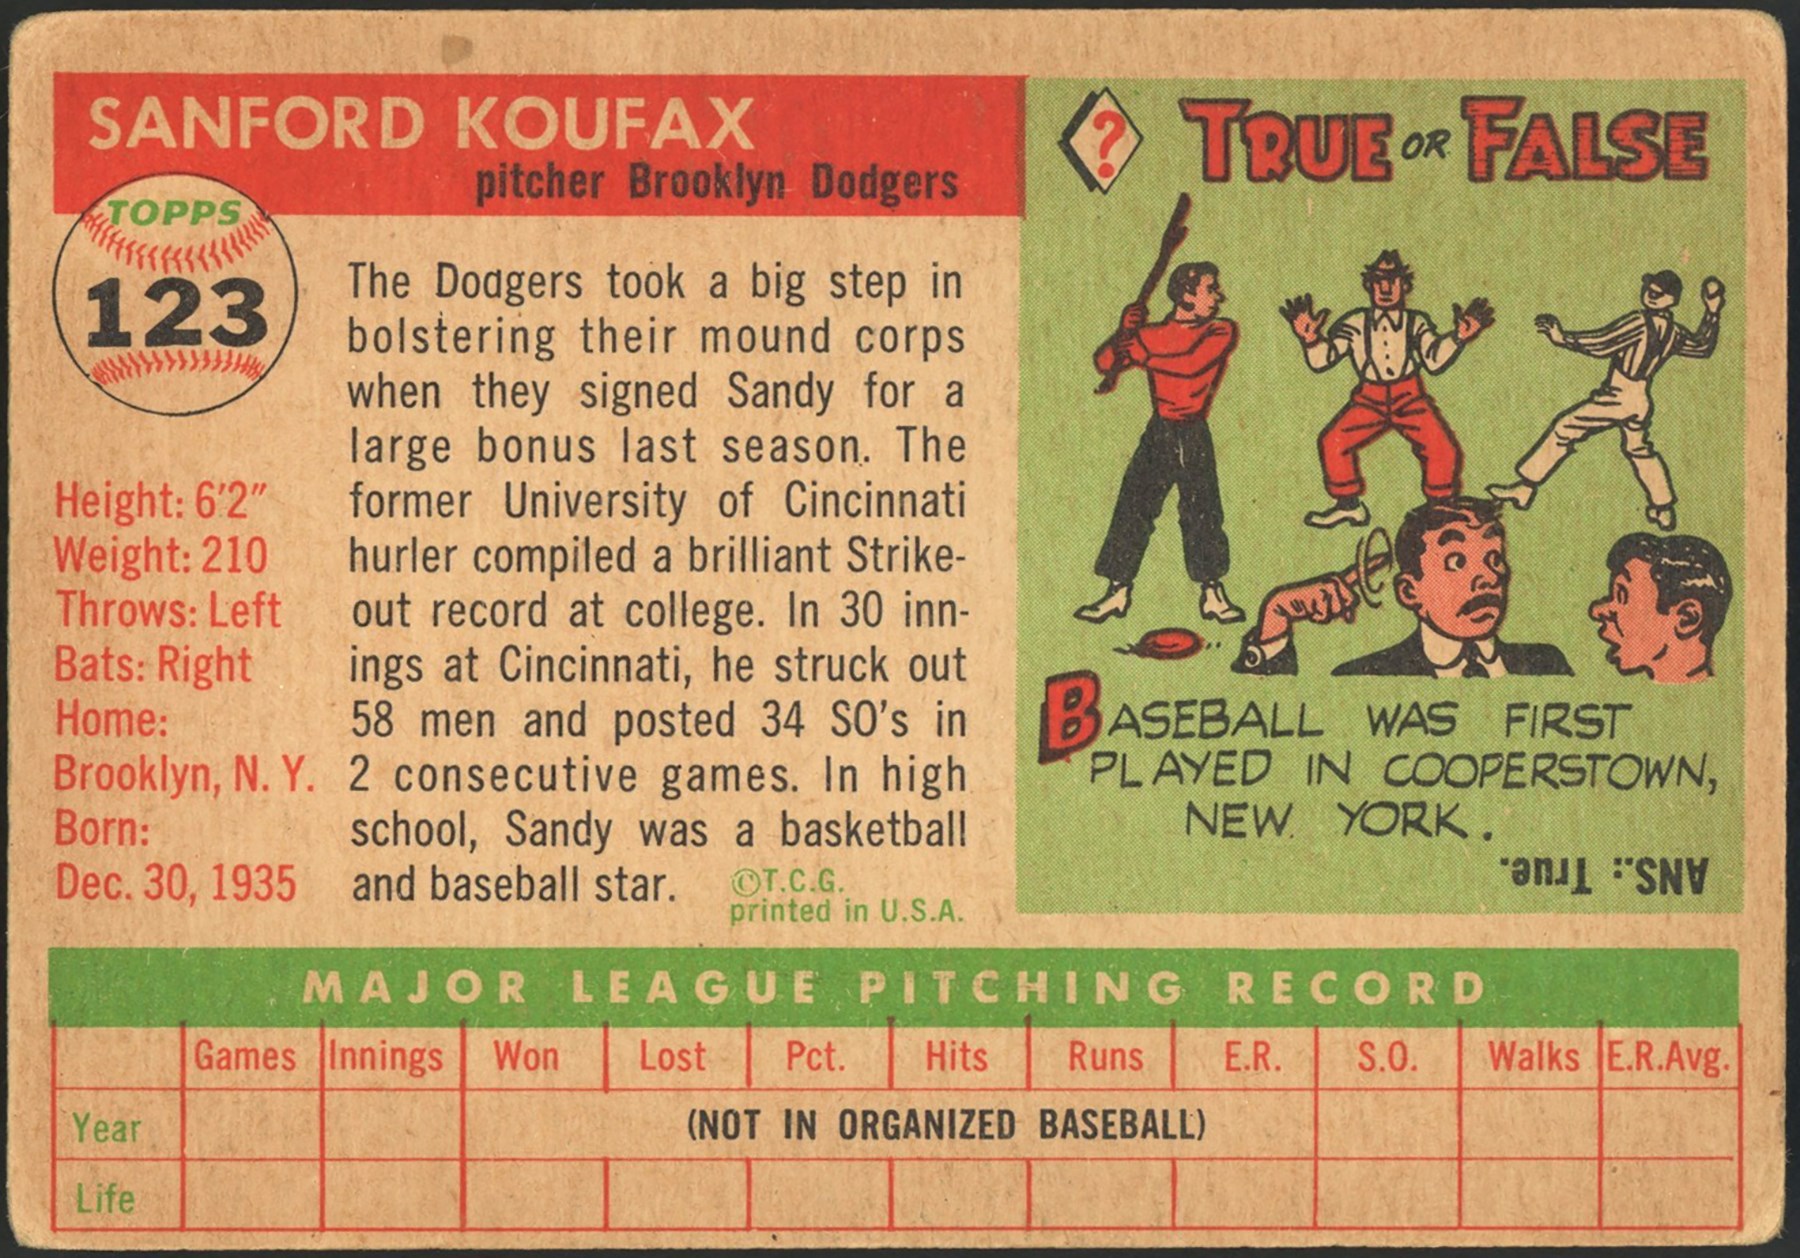 SANFORD KOUFAX
pitcher Brooklyn Dodgers
TOPPS
123
Height: 6'2"
Weight: 210
Throws: Left
Bats: Right
Home:
Brooklyn, N. Y.
Born:
Dec. 30, 1935
The Dodgers took a big step in
bolstering their mound corps
when they signed Sandy for a
large bonus last season. The
former University of Cincinnati
hurler compiled a brilliant Strike-
out record at college. In 30 inn-
ings at Cincinnati, he struck out
58 men and posted 34 SO's in
2 consecutive games. In high
school, Sandy was a basketball
and baseball star.
©T.C.G.
printed in U.S.A.
?
TRUE OR FALSE
BASEBALL WAS FIRST
PLAYED IN COOPERSTOWN,
NEW YORK.
ANS.: True.
MAJOR LEAGUE PITCHING RECORD
Games Innings Won Lost Pct. Hits Runs E.R. S.O. Walks E.R.Avg.
Year (NOT IN ORGANIZED BASEBALL)
Life